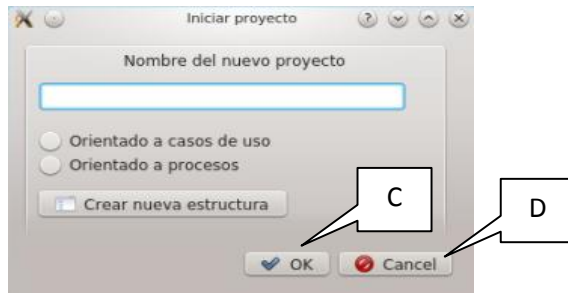 Iniciar proyecto
Nombre del nuevo proyecto
Orientado a casos de uso
Orientado a procesos
Crear nueva estructura
C
D
OK
Cancel